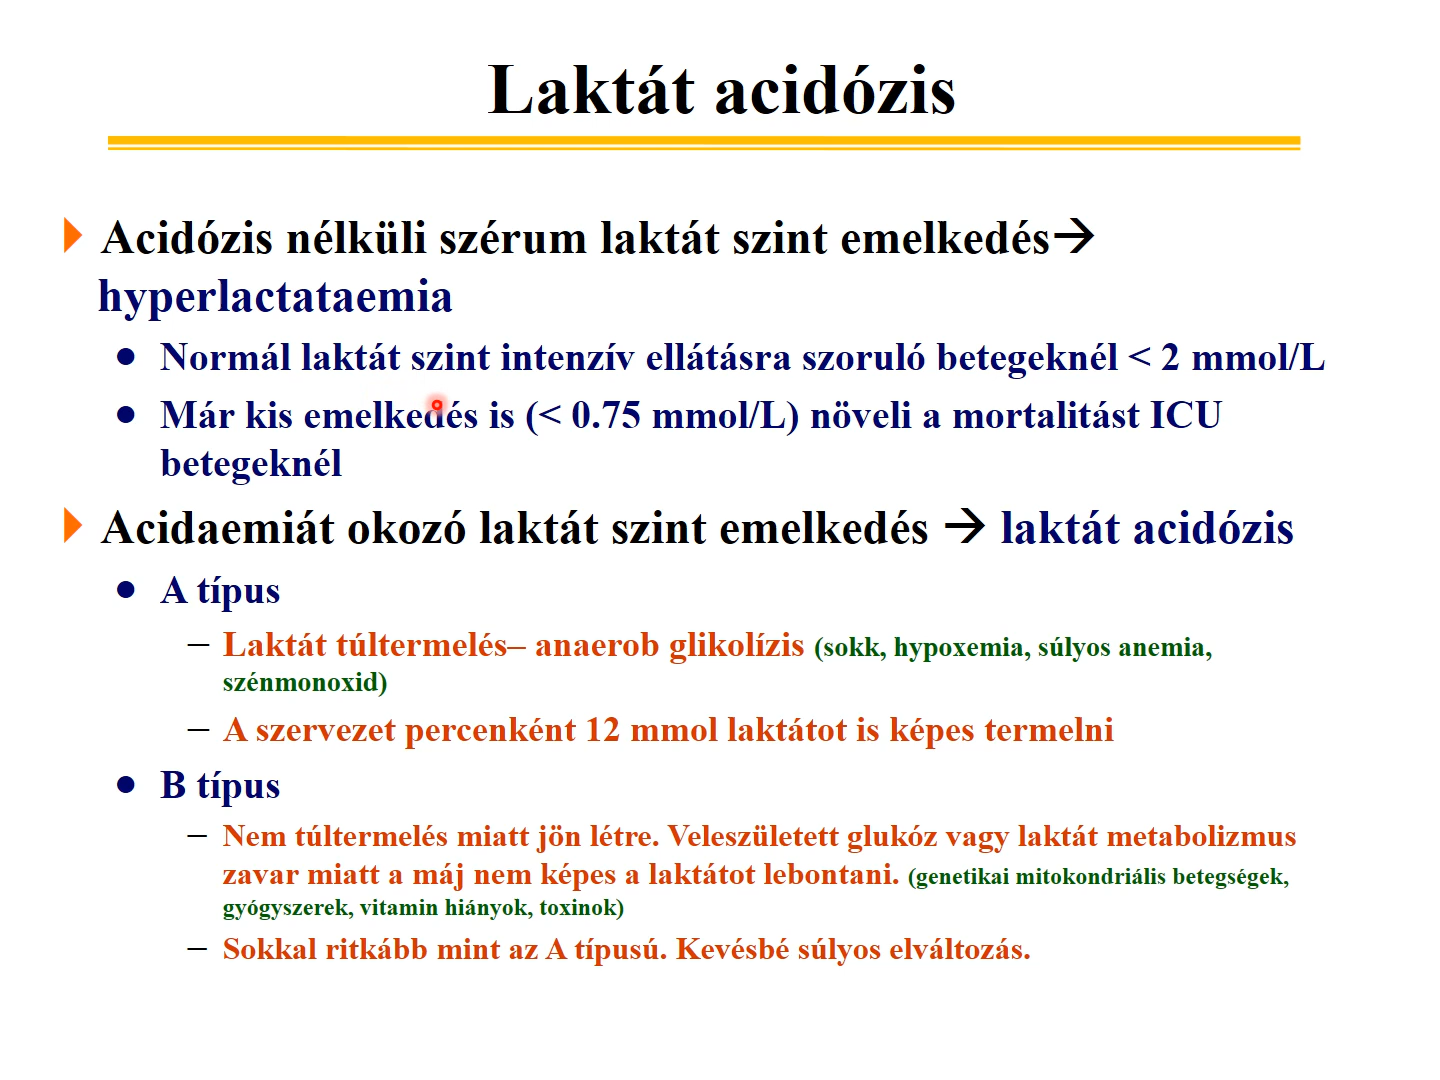 Laktát acidózis
Acidózis nélküli szérum laktát szint emelkedés→
hyperlactataemia
● Normál laktát szint intenzív ellátásra szoruló betegeknél < 2 mmol/L
● Már kis emelkedés is (< 0.75 mmol/L) növeli a mortalitást ICU
betegeknél
Acidaemiát okozó laktát szint emelkedés → laktát acidózis
● A típus
– Laktát túltermelés– anaerob glikolízis (sokk, hypoxemia, súlyos anemia,
szénmonoxid)
– A szervezet percenként 12 mmol laktátot is képes termelni
● B típus
– Nem túltermelés miatt jön létre. Veleszületett glukóz vagy laktát metabolizmus
zavar miatt a máj nem képes a laktátot lebontani. (genetikai mitokondriális betegségek,
gyógyszerek, vitamin hiányok, toxinok)
– Sokkal ritkább mint az A típusú. Kevésbé súlyos elváltozás.